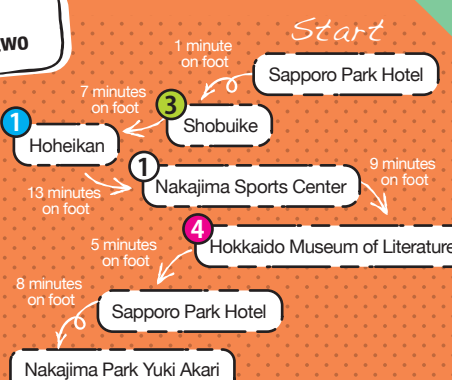 Start
1 minute
on foot
Sapporo Park Hotel
7 minutes
on foot
3
Shobuike
1
Hoheikan
13 minutes
on foot
1
Nakajima Sports Center
9 minutes
on foot
4
Hokkaido Museum of Literature
5 minutes
on foot
Sapporo Park Hotel
8 minutes
on foot
Nakajima Park Yuki Akari